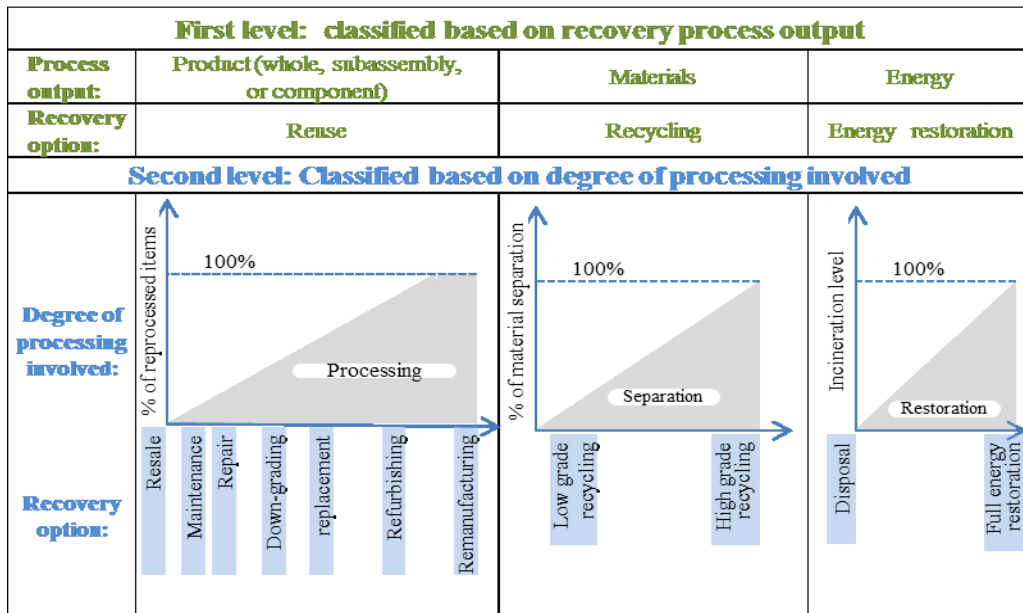 First level: classified based on recovery process output
Process
output:
Product (whole, subassembly,
or component)
Materials
Energy
Recovery
option:
Reuse
Recycling
Energy restoration
Second level: Classified based on degree of processing involved
Degree of
processing
involved:
% of reprocessed items
100%
Processing
% of material separation
100%
Separation
Incineration level
100%
Restoration
Recovery
option:
Resale
Maintenance
Repair
Down-grading
replacement
Refurbishing
Remanufacturing
Low grade
recycling
High grade
recycling
Disposal
Full energy
restoration